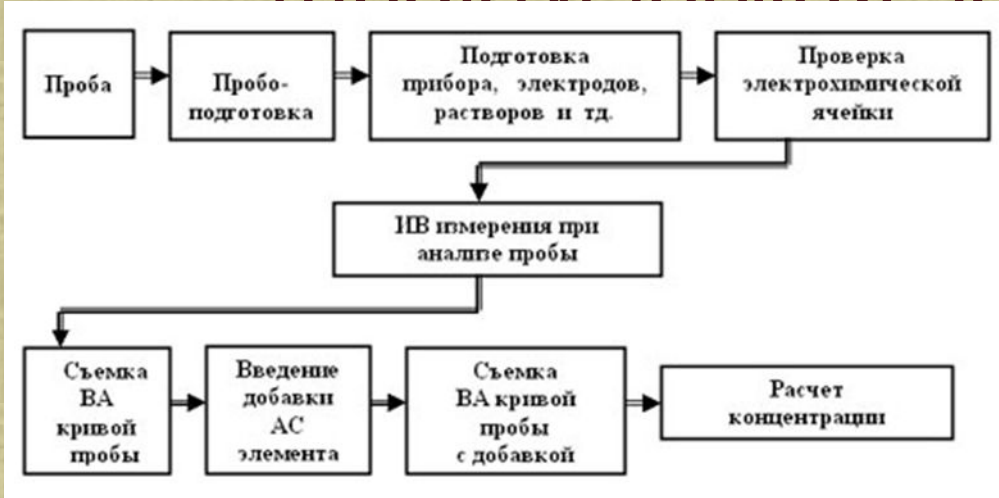 Проба
Пробо-
подготовка
Подготовка
прибора, электродов,
растворов и тд.
Проверка
электрохимической
ячейки
ИВ измерения при
анализе пробы
Съемка
ВА
кривой
пробы
Введение
добавки
АС
элемента
Съемка
ВА кривой
пробы
с добавкой
Расчет
концентрации